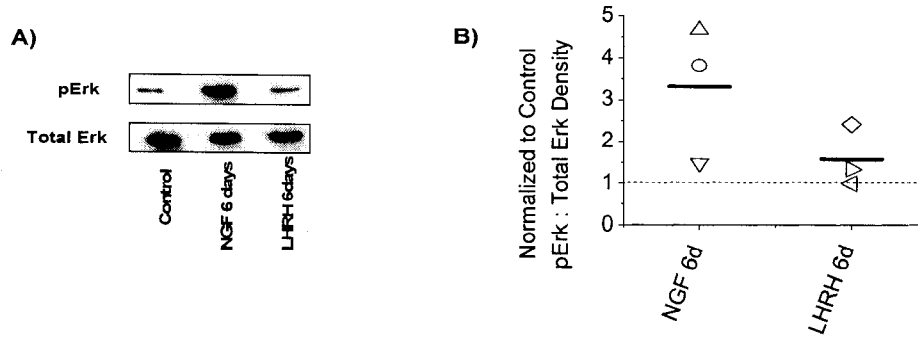 A)
pErk
Total Erk
Control
NGF 6 days
LHRH 6days
B)
Normalized to Control
pErk : Total Erk Density
5
4
3
2
1
0
NGF 6d
LHRH 6d